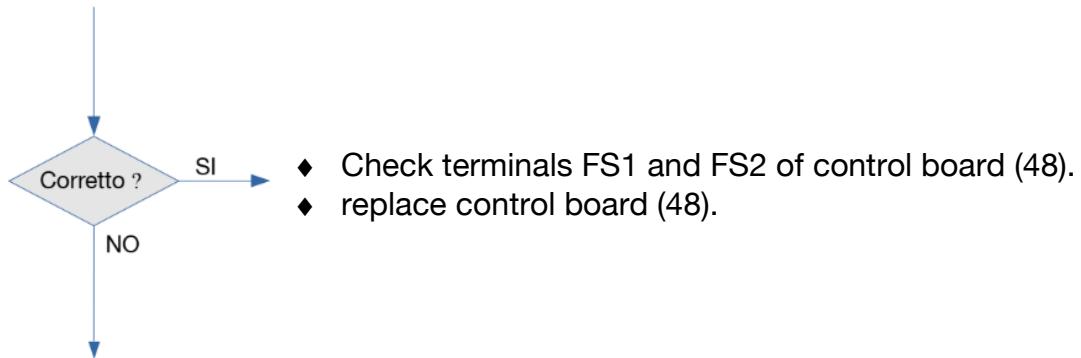 Corretto ?
SI
♦ Check terminals FS1 and FS2 of control board (48).
♦ replace control board (48).
NO